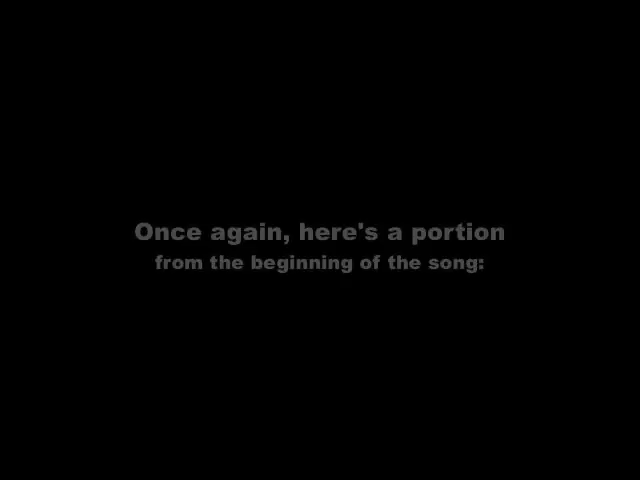 Once again, here's a portion
from the beginning of the song: